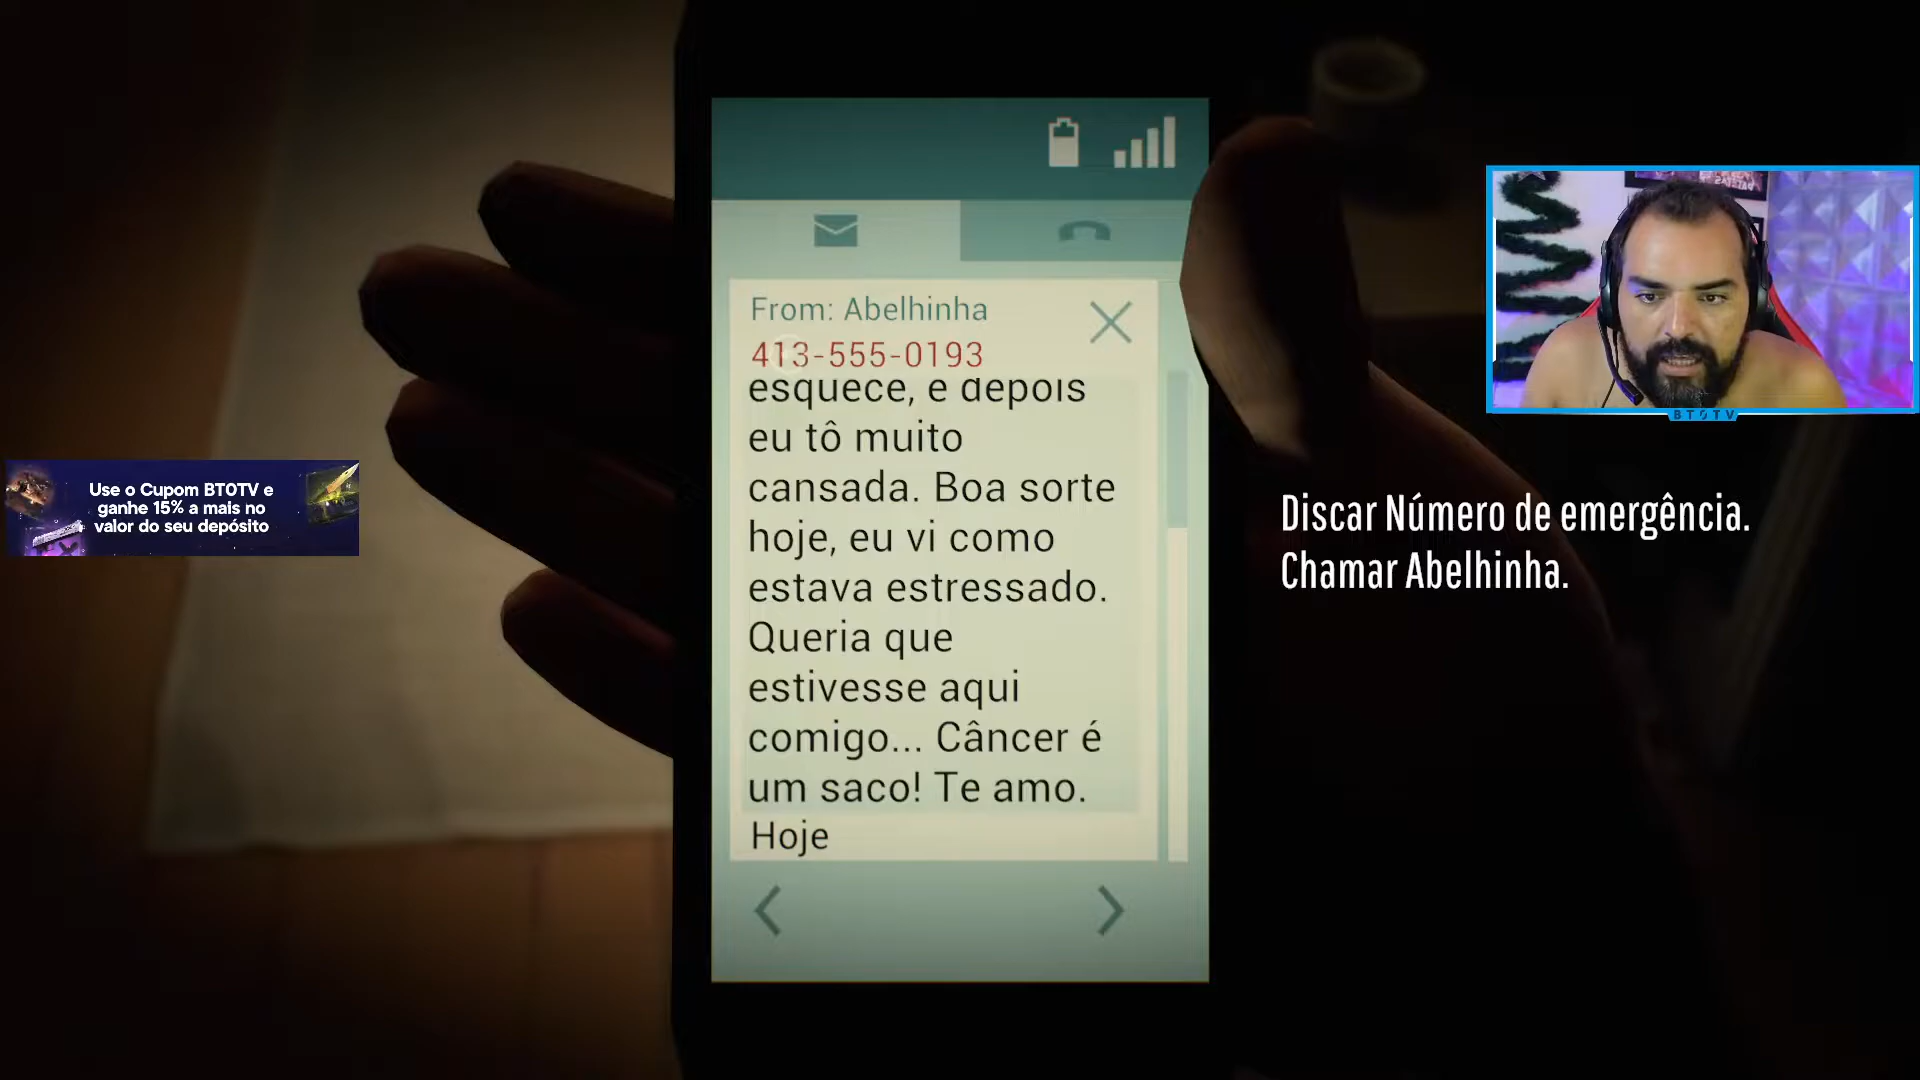 From: Abelhinha
413-555-0193
esquece, e depois
eu tô muito
cansada. Boa sorte
hoje, eu vi como
estava estressado.
Queria que
estivesse aqui
comigo... Câncer é
um saco! Te amo.
Hoje
Use o Cupom BTOTV e
ganhe 15% a mais no
valor do seu depósito
Discar Número de emergência.
Chamar Abelhinha.
BTOTV